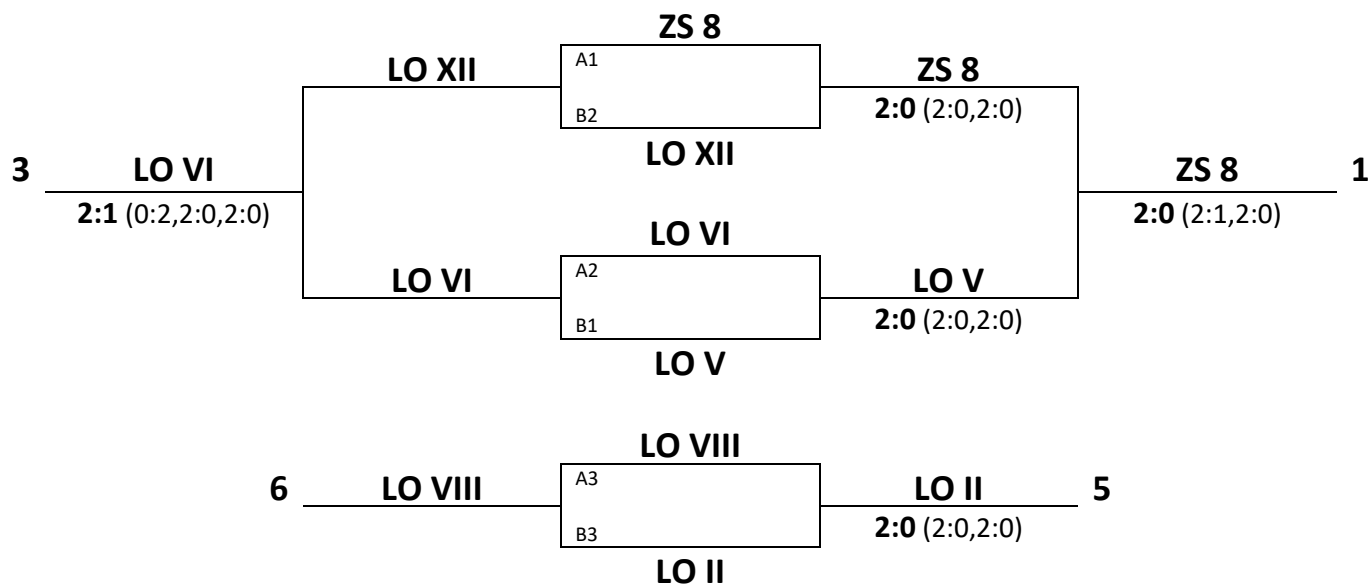 ZS 8
A1
LO XII
ZS 8
B2
2:0 (2:0,2:0)
LO XII
3
LO VI
ZS 8
1
2:1 (0:2,2:0,2:0)
2:0 (2:1,2:0)
LO VI
A2
LO VI
LO V
B1
2:0 (2:0,2:0)
LO V
LO VIII
A3
6
LO VIII
LO II
5
B3
2:0 (2:0,2:0)
LO II